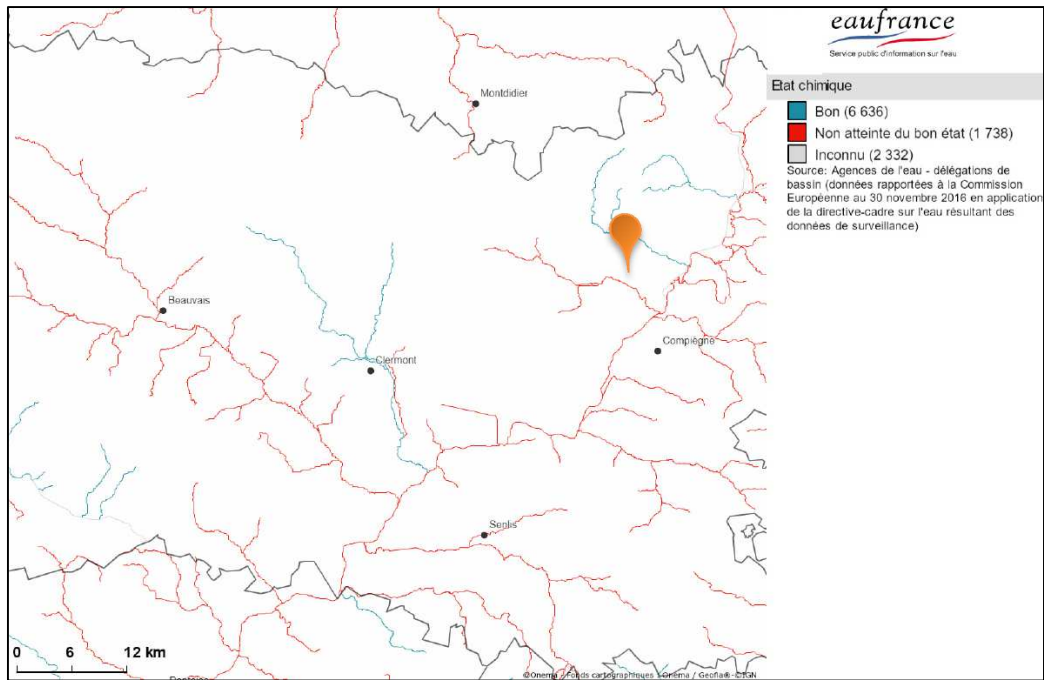 eaufrance
Service public d'information sur l'eau
Etat chimique
Bon (6 636)
Non atteinte du bon état (1 738)
Inconnu (2 332)
Source: Agences de l'eau - délégations de
bassin (données rapportées à la Commission
Européenne au 30 novembre 2016 en application
de la directive-cadre sur l'eau résultant des
données de surveillance)
Montdidier
Beauvais
Compiègne
Clermont
Senlis
0 6 12 km
©Onema / Fonds cartographiques : Onema / Geofla®